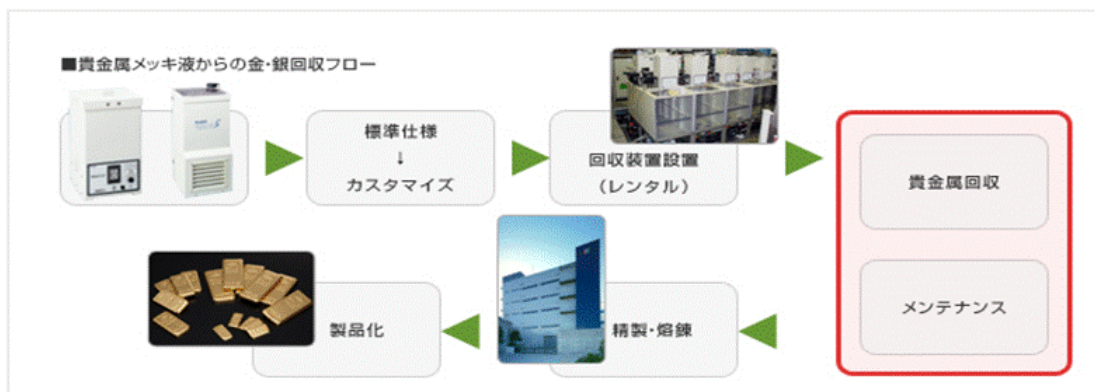 ■貴金属メッキ液からの金・銀回収フロー
標準仕様
↓
カスタマイズ
回収装置設置
(レンタル)
貴金属回収
メンテナンス
精製・熔錬
製品化